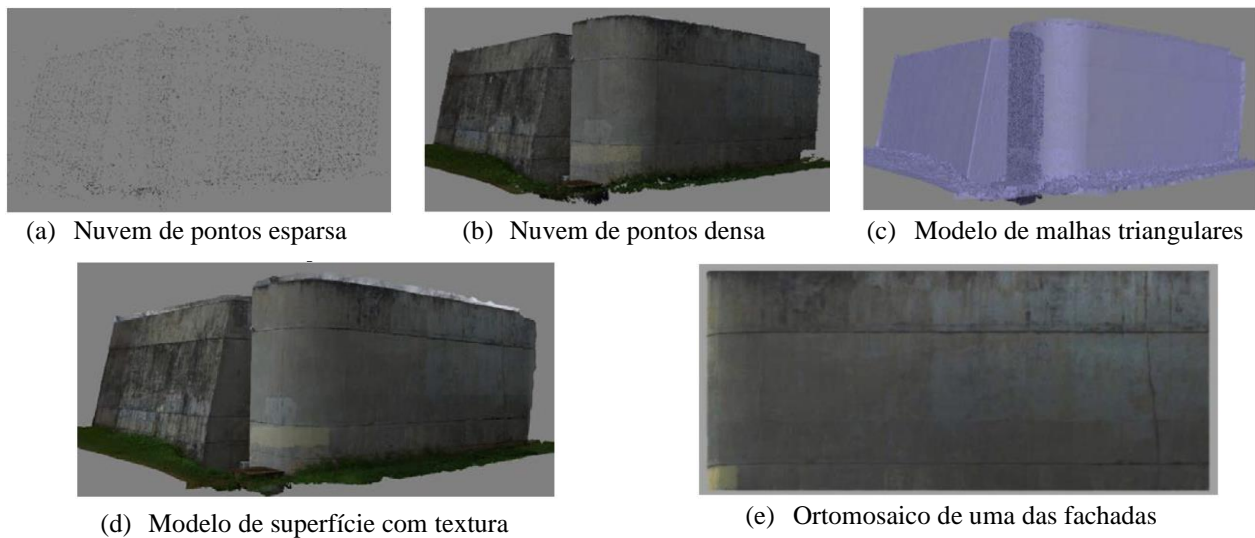 (a) Nuvem de pontos esparsa
(b) Nuvem de pontos densa
(c) Modelo de malhas triangulares
(d) Modelo de superfície com textura
(e) Ortomosaico de uma das fachadas